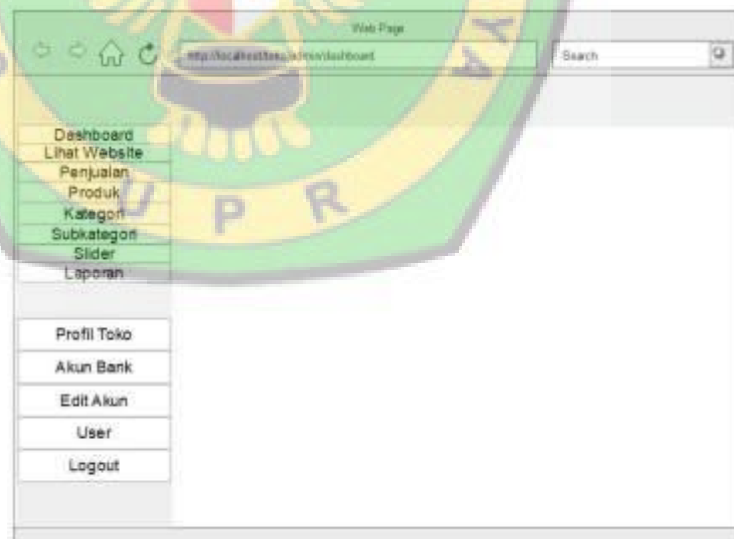 Web Page
Search
Dashboard
Lihat Website
Penjualan
Produk
Kategori
Subkategori
Slider
Laporan
Profil Toko
Akun Bank
Edit Akun
User
Logout
U P R
YA